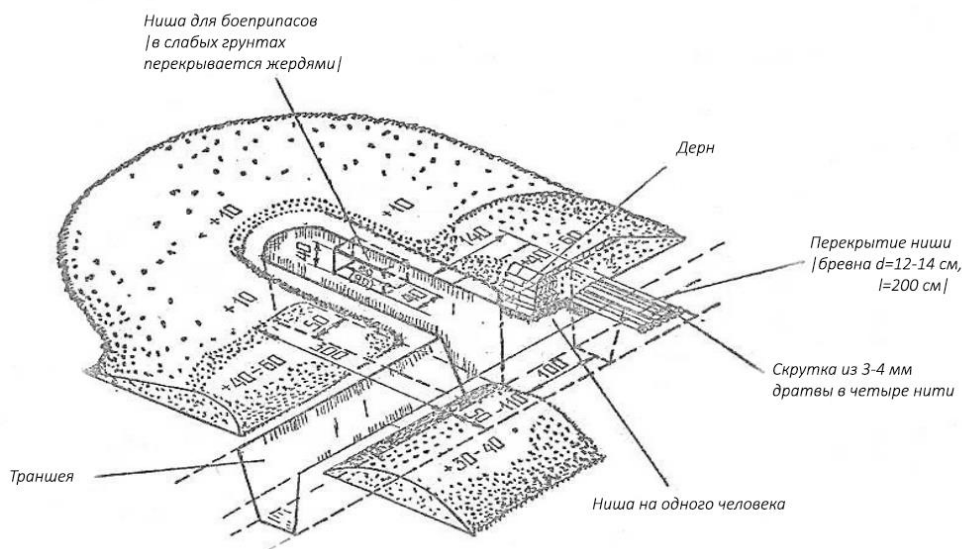 Ниша для боеприпасов
|в слабых грунтах
перекрывается жердями|
Дерн
Перекрытие ниши
|бревна d=12-14 см,
l=200 см|
+10
+10
140
40
+10
50
300
100
+40÷60
+30-40
Скрутка из 3-4 мм
дратвы в четыре нити
Траншея
Ниша на одного человека